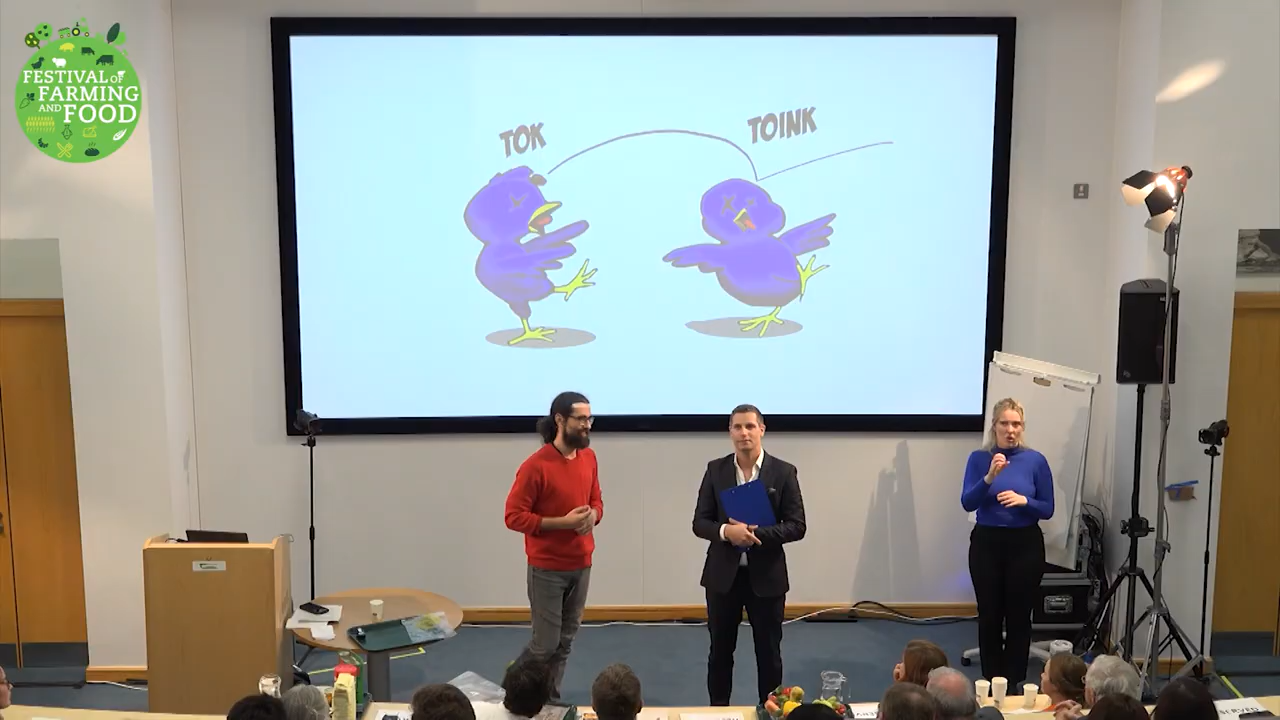 FESTIVAL OF
FARMING
AND FOOD
TOK
TOINK